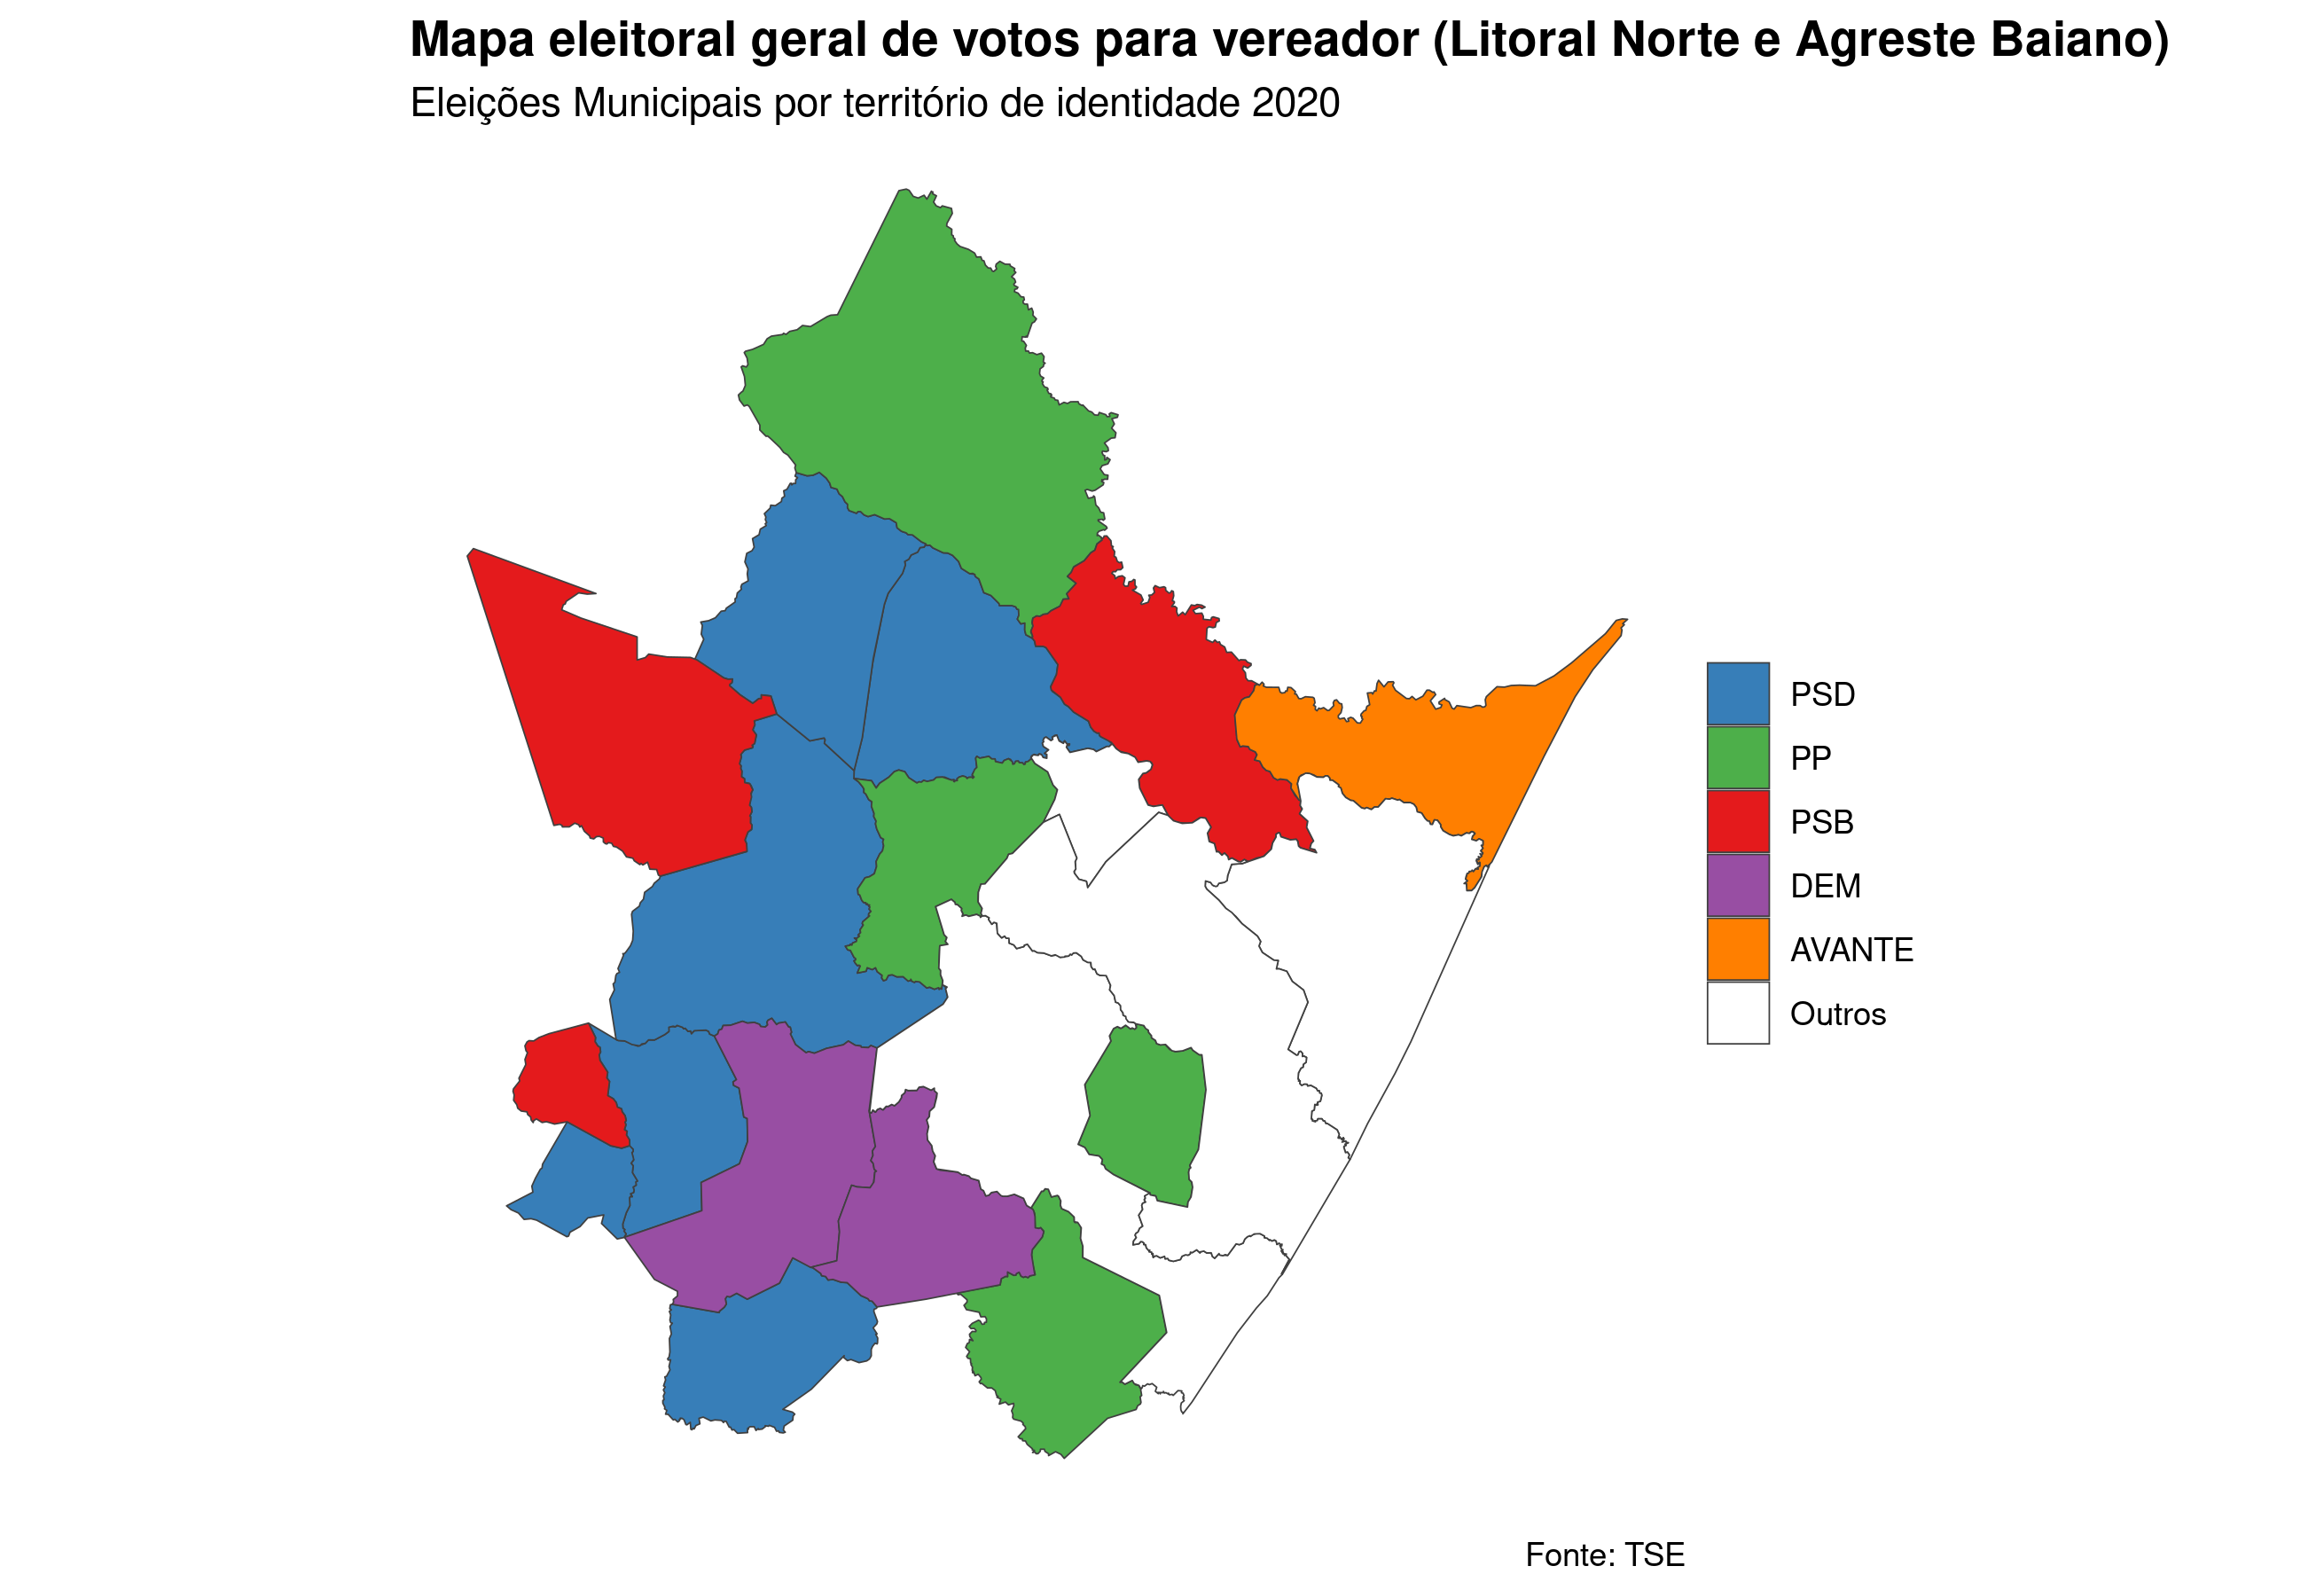 Mapa eleitoral geral de votos para vereador (Litoral Norte e Agreste Baiano)
Eleições Municipais por território de identidade 2020
PSD
PP
PSB
DEM
AVANTE
Outros
Fonte: TSE